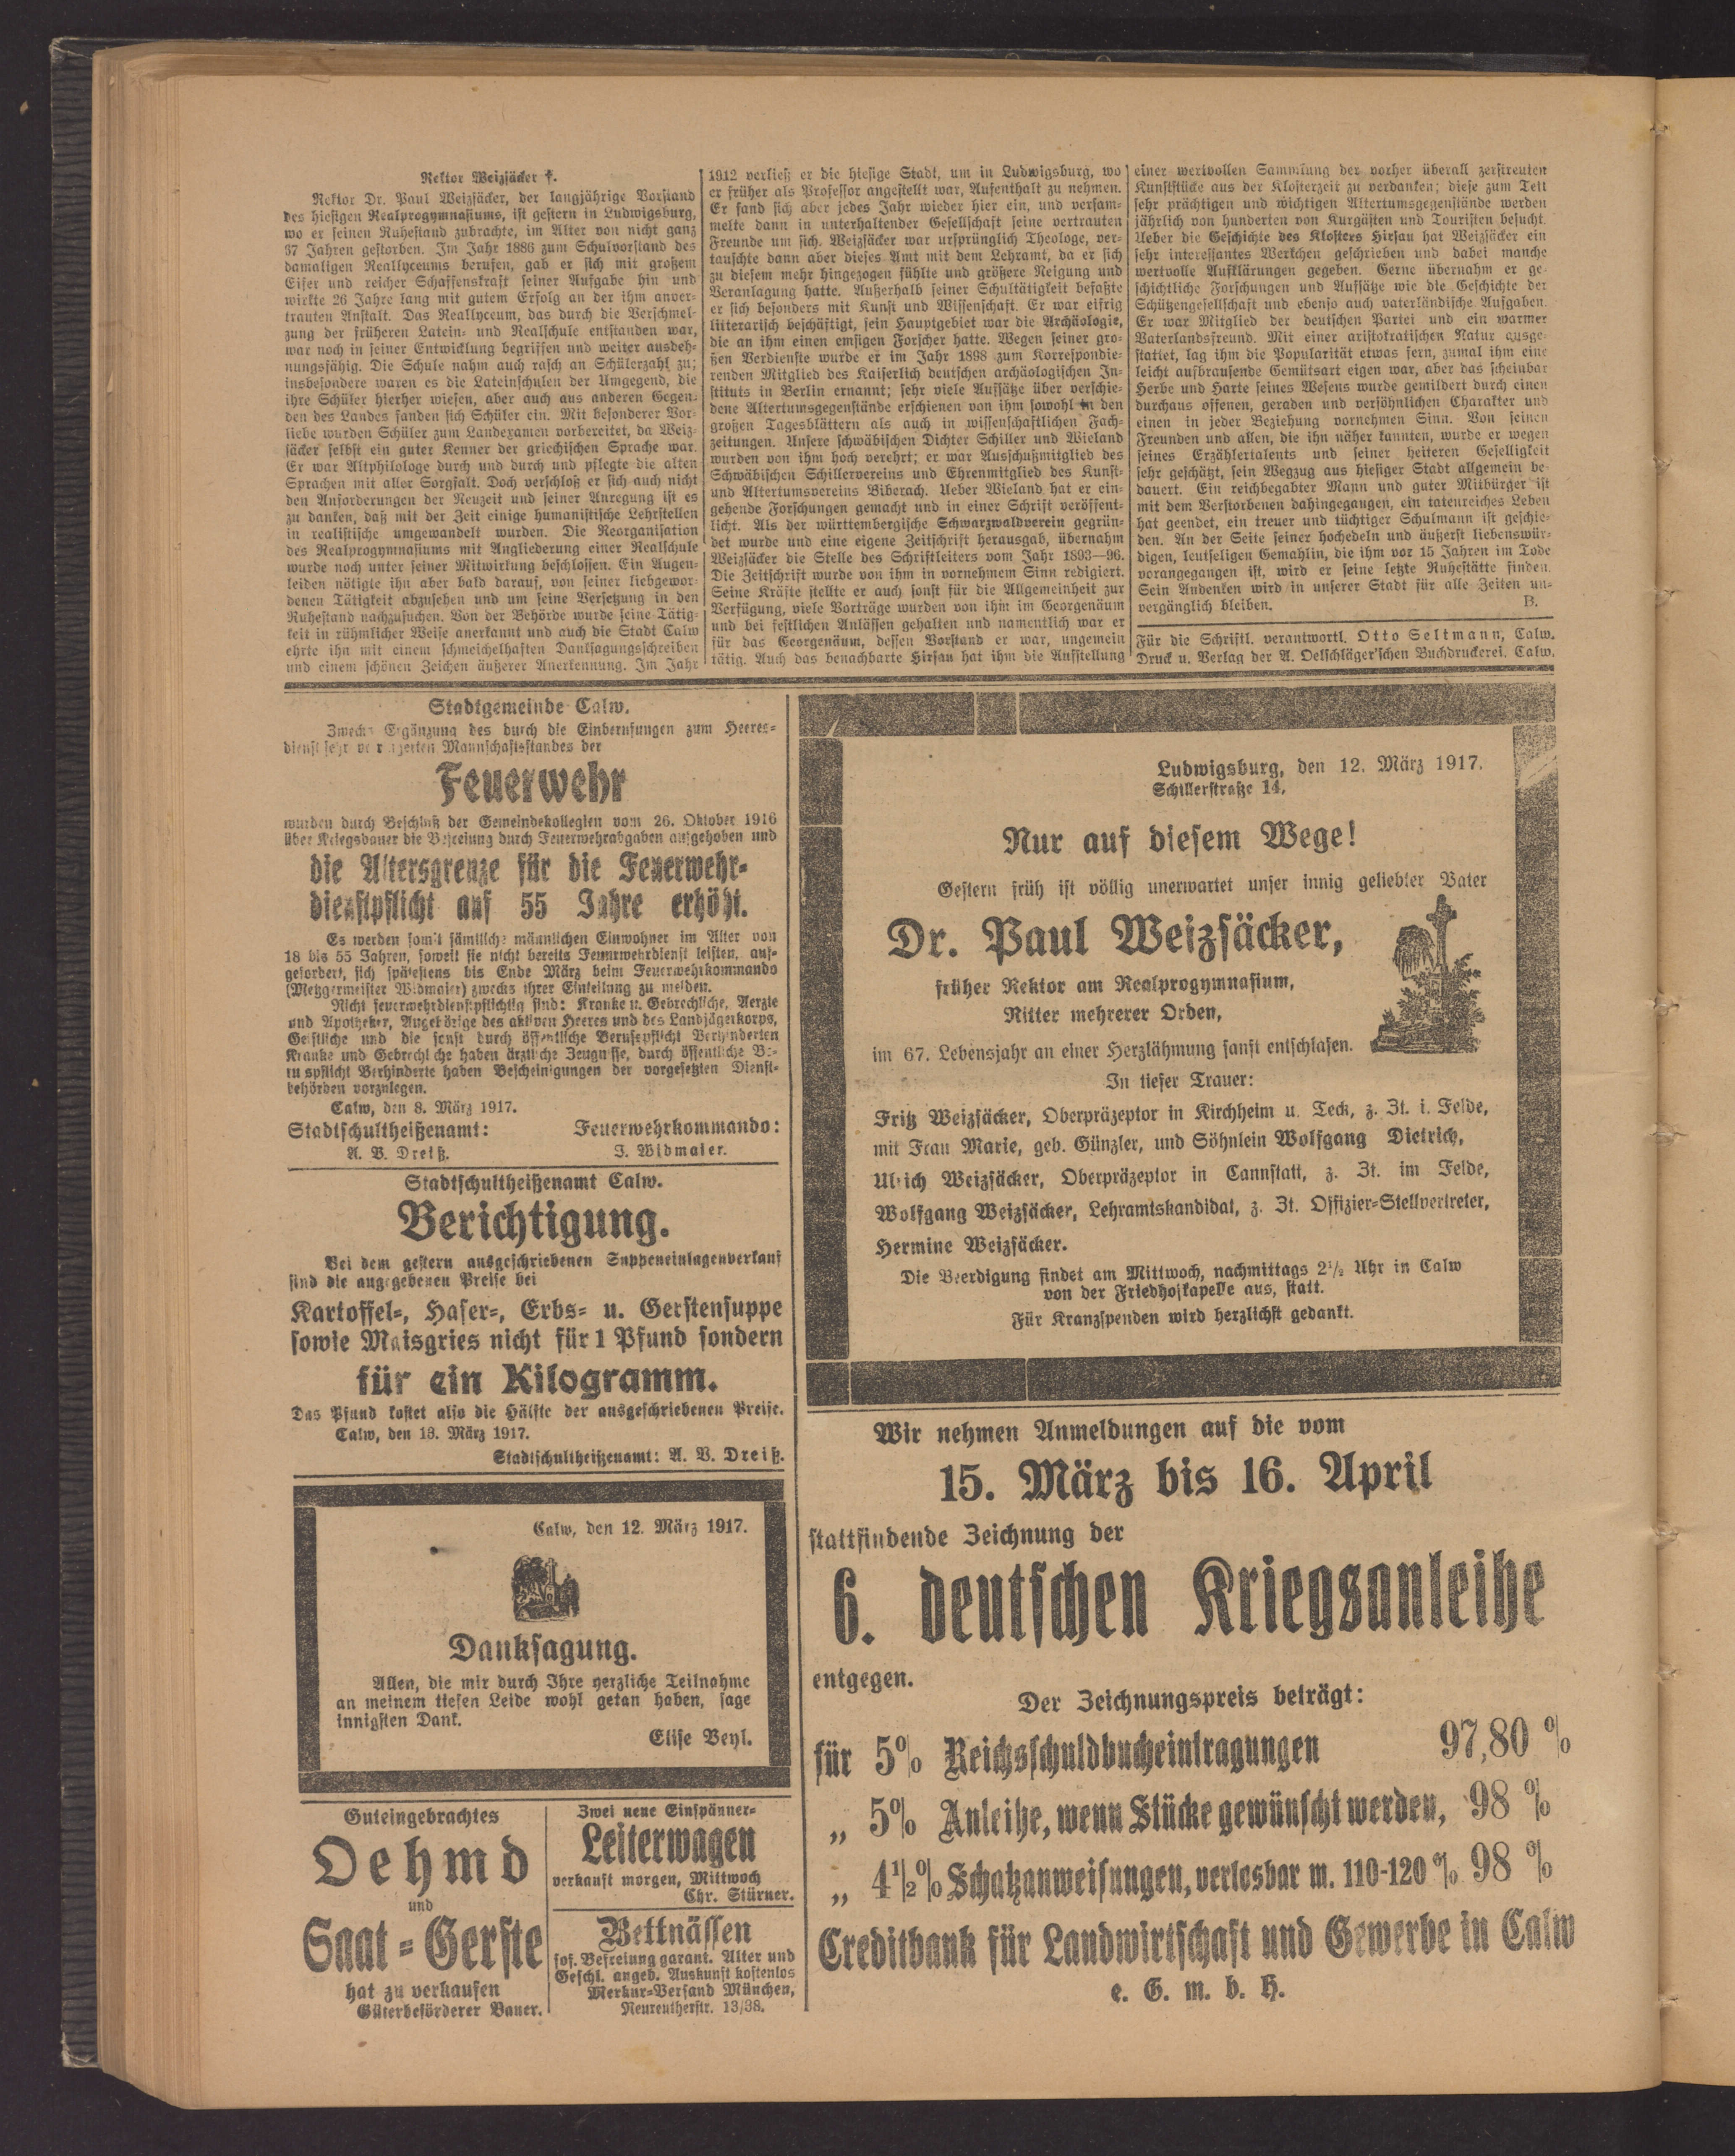 Rektor Weizsäcker †.
Rektor Dr. Paul Weizsäcker, der langjährige Vorstand
des hiesigen Realprogymnasiums, ist gestern in Ludwigsburg,
wo er seinen Ruhestand zubrachte, im Alter von nicht ganz
67 Jahren gestorben. Im Jahr 1886 zum Schulvorstand des
damaligen Reallyceums berufen, gab er sich mit großem
Eifer und reicher Schaffenskraft seiner Aufgabe hin und
wirkte 26 Jahre lang mit gutem Erfolg an der ihm anver-
trauten Anstalt. Das Reallyceum, das durch die Verschmel-
zung der früheren Latein- und Realschule entstanden war,
war noch in seiner Entwicklung begriffen und weiter ausdeh-
nungsfähig. Die Schule nahm auch rasch an Schülerzahl zu;
insbesondere waren es die Lateinschulen der Umgegend, die
ihre Schüler hierher wiesen, aber auch aus anderen Gegen-
den des Landes fanden sich Schüler ein. Mit besonderer Vor-
liebe wurden Schüler zum Landexamen vorbereitet, da Weiz-
säcker selbst ein guter Kenner der griechischen Sprache war.
Er war Altphilologe durch und durch und pflegte die alten
Sprachen mit aller Sorgfalt. Doch verschloß er sich auch nicht
den Anforderungen der Neuzeit und seiner Anregung ist es
zu danken, daß mit der Zeit einige humanistische Lehrstellen
in realistische umgewandelt wurden. Die Reorganisation
des Realprogymnasiums mit Angliederung einer Realschule
wurde noch unter seiner Mitwirkung beschlossen. Ein Augen-
leiden nötigte ihn aber bald darauf, von seiner liebgewor-
denen Tätigkeit abzusehen und um seine Versetzung in den
Ruhestand nachzusuchen. Von der Behörde wurde seine Tätig-
keit in rühmlicher Weise anerkannt und auch die Stadt Calw
ehrte ihn mit einem schmeichelhaften Danksagungsschreiben
und einem schönen Zeichen äußerer Anerkennung. Im Jahr
1912 verließ er die hiesige Stadt, um in Ludwigsburg, wo
er früher als Professor angestellt war, Aufenthalt zu nehmen.
Er fand sich aber jedes Jahr wieder hier ein, und versam-
melte dann in unterhaltender Gesellschaft seine vertrauten
Freunde um sich. Weizsäcker war ursprünglich Theologe, ver-
tauschte dann aber dieses Amt mit dem Lehramt, da er sich
zu diesem mehr hingezogen fühlte und größere Neigung und
Veranlagung hatte. Außerhalb seiner Schultätigkeit befaßte
er sich besonders mit Kunst und Wissenschaft. Er war eifrig
litterarisch beschäftigt, sein Hauptgebiet war die Archäologie,
die an ihm einen emsigen Forscher hatte. Wegen seiner gro-
ßen Verdienste wurde er im Jahr 1898 zum Korrespondie-
renden Mitglied des Kaiserlich deutschen archäologischen In-
stituts in Berlin ernannt; sehr viele Aufsätze über verschie-
dene Altertumsgegenstände erschienen von ihm sowohl in den
großen Tagesblättern als auch in wissenschaftlichen Fach-
zeitungen. Unsere schwäbischen Dichter Schiller und Wieland
wurden von ihm hoch verehrt; er war Ausschußmitglied des
Schwäbischen Schillervereins und Ehrenmitglied des Kunst-
und Altertumsvereins Biberach. Ueber Wieland hat er ein-
gehende Forschungen gemacht und in einer Schrift veröffent-
licht. Als der württembergische Schwarzwaldverein gegrün-
det wurde und eine eigene Zeitschrift herausgab, übernahm
Weizsäcker die Stelle des Schriftleiters vom Jahr 1893—96.
Die Zeitschrift wurde von ihm in vornehmem Sinn redigiert.
Seine Kräfte stellte er auch sonst für die Allgemeinheit zur
Verfügung, viele Vorträge wurden von ihm im Georgenäum
und bei festlichen Anlässen gehalten und namentlich war er
für das Georgenäum, dessen Vorstand er war, ungemein
tätig. Auch das benachbarte Hirsau hat ihm die Aufstellung
einer wertvollen Sammlung der vorher überall zerstreuten
Kunststücke aus der Klosterzeit zu verdanken; diese zum Teil
sehr prächtigen und wichtigen Altertumsgegenstände werden
jährlich von hunderten von Kurgästen und Touristen besucht.
Ueber die Geschichte des Klosters Hirsau hat Weizsäcker ein
sehr interessantes Werkchen geschrieben und dabei manche
wertvolle Aufklärungen gegeben. Gerne übernahm er ge-
schichtliche Forschungen und Aufsätze wie die Geschichte der
Schützengesellschaft und ebenso auch vaterländische Aufgaben.
Er war Mitglied der deutschen Partei und ein warmer
Vaterlandsfreund. Mit einer aristokratischen Natur ausge-
stattet, lag ihm die Popularität etwas fern, zumal ihm eine
leicht aufbrausende Gemütsart eigen war, aber das scheinbar
Herbe und Harte seines Wesens wurde gemildert durch einen
durchaus offenen, geraden und versöhnlichen Charakter und
einen in jeder Beziehung vornehmen Sinn. Von seinen
Freunden und allen, die ihn näher kannten, wurde er wegen
seines Erzählertalents und seiner heiteren Geselligkeit
sehr geschätzt, sein Wegzug aus hiesiger Stadt allgemein be-
dauert. Ein reichbegabter Mann und guter Mitbürger ist
mit dem Verstorbenen dahingegangen, ein tatenreiches Leben
hat geendet, ein treuer und tüchtiger Schulmann ist geschie-
den. An der Seite seiner hochedeln und äußerst liebenswür-
digen, leutseligen Gemahlin, die ihm vor 15 Jahren im Tode
vorangegangen ist, wird er seine letzte Ruhestätte finden.
Sein Andenken wird in unserer Stadt für alle Zeiten un-
vergänglich bleiben. B.
Für die Schriftl. verantwortl. Otto Seltmann, Calw.
Druck u. Verlag der A. Oelschläger'schen Buchdruckerei, Calw.
Stadtgemeinde Calw.
Zwecks Ergänzung des durch die Einberufungen zum Heeres-
dienst sehr verringerten Mannschaftsstandes der
Feuerwehr
wurden durch Beschluß der Gemeindekollegien vom 26. Oktober 1916
über Kriegsdauer die Befreiung durch Feuerwehrabgaben aufgehoben und
die Altersgrenze für die Feuerwehr-
dienstpflicht auf 55 Jahre erhöht.
Es werden somit sämtliche männlichen Einwohner im Alter von
18 bis 55 Jahren, soweit sie nicht bereits Feuerwehrdienst leisten, auf-
gefordert, sich spätestens bis Ende März beim Feuerwehrkommando
(Metzgermeister Widmaier) zwecks ihrer Einteilung zu melden.
Nicht feuerwehrdienstpflichtig sind: Kranke u. Gebrechliche, Aerzte
und Apotheker, Angehörige des aktiven Heeres und des Landjägerkorps,
Geistliche und die sonst durch öffentliche Berufspflicht Verhinderten
Kranke und Gebrechliche haben ärztliche Zeugnisse, durch öffentliche Be-
rufspflicht Verhinderte haben Bescheinigungen der vorgesetzten Dienst-
behörden vorzulegen.
Calw, den 8. März 1917.
Stadtschultheißenamt: Feuerwehrkommando:
A. V. Dreiß. J. Widmaier.
Stadtschultheißenamt Calw.
Berichtigung.
Bei dem gestern ausgeschriebenen Suppeneinlagenverkauf
sind die angegebenen Preise bei
Kartoffel-, Hafer-, Erbs- u. Gerstensuppe
sowie Maisgries nicht für 1 Pfund sondern
für ein Kilogramm.
Das Pfund kostet also die Hälfte der ausgeschriebenen Preise.
Calw, den 13. März 1917.
Stadtschultheißenamt: A. V. Dreiß.
Calw, den 12. März 1917.
Danksagung.
Allen, die mir durch Ihre herzliche Teilnahme
an meinem tiefen Leide wohl getan haben, sage
innigsten Dank.
Elise Beyl.
Guteingebrachtes
Oehmd
und
Saat-Gerste
hat zu verkaufen
Güterbeförderer Bauer.
Zwei neue Einspänner-
Leiterwagen
verkauft morgen, Mittwoch
Chr. Stürner.
Bettnässen
sof. Befreiung garant. Alter und
Geschl. angeb. Auskunft kostenlos
Merkur-Versand München,
Neureutherstr. 13/38.
Ludwigsburg, den 12. März 1917.
Schillerstraße 14.
Nur auf diesem Wege!
Gestern früh ist völlig unerwartet unser innig geliebter Vater
Dr. Paul Weizsäcker,
früher Rektor am Realprogymnasium,
Ritter mehrerer Orden,
im 67. Lebensjahr an einer Herzlähmung sanft entschlafen.
In tiefer Trauer:
Fritz Weizsäcker, Oberpräzeptor in Kirchheim u. Teck, z. Zt. i. Felde,
mit Frau Marie, geb. Günzler, und Söhnlein Wolfgang Dietrich,
Ulrich Weizsäcker, Oberpräzeptor in Cannstatt, z. Zt. im Felde,
Wolfgang Weizsäcker, Lehramtskandidat, z. Zt. Offizier-Stellvertreter,
Hermine Weizsäcker.
Die Beerdigung findet am Mittwoch, nachmittags 2½ Uhr in Calw
von der Friedhofkapelle aus, statt.
Für Kranzspenden wird herzlichst gedankt.
Wir nehmen Anmeldungen auf die vom
15. März bis 16. April
stattfindende Zeichnung der
6. deutschen Kriegsanleihe
entgegen.
Der Zeichnungspreis beträgt:
für 5% Reichsschuldbucheintragungen 97,80 %
„ 5% Anleihe, wenn Stücke gewünscht werden, 98 %
„ 4½% Schatzanweisungen, verlosbar m. 110-120% 98 %
Creditbank für Landwirtschaft und Gewerbe in Calw
e. G. m. b. H.